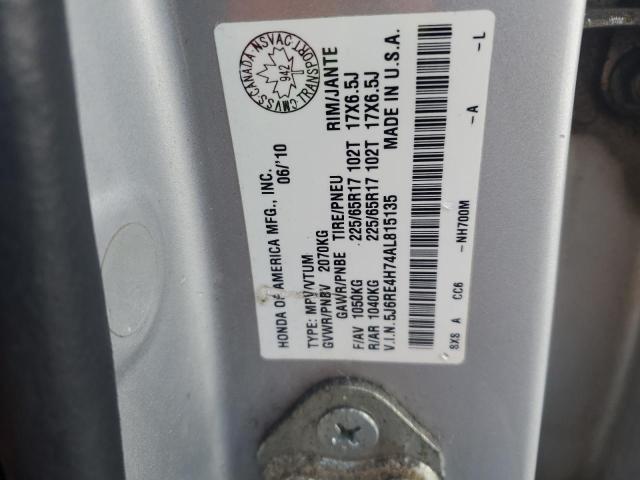 HONDA OF AMERICA MFG., INC.
06/'10
CMVSS-CANADA NSVAC
942
TRANSPORT
TYPE: MPV/VTUM
GVWR/PNBV 2070KG
GAWR/PNBE TIRE/PNEU RIM/JANTE
F/AV 1050KG 225/65R17 102T 17X6.5J
R/AR 1040KG 225/65R17 102T 17X6.5J
V.I.N. 5J6RE4H74AL815135 MADE IN U.S.A.
8X8 A CC6 -NH700M -A -L